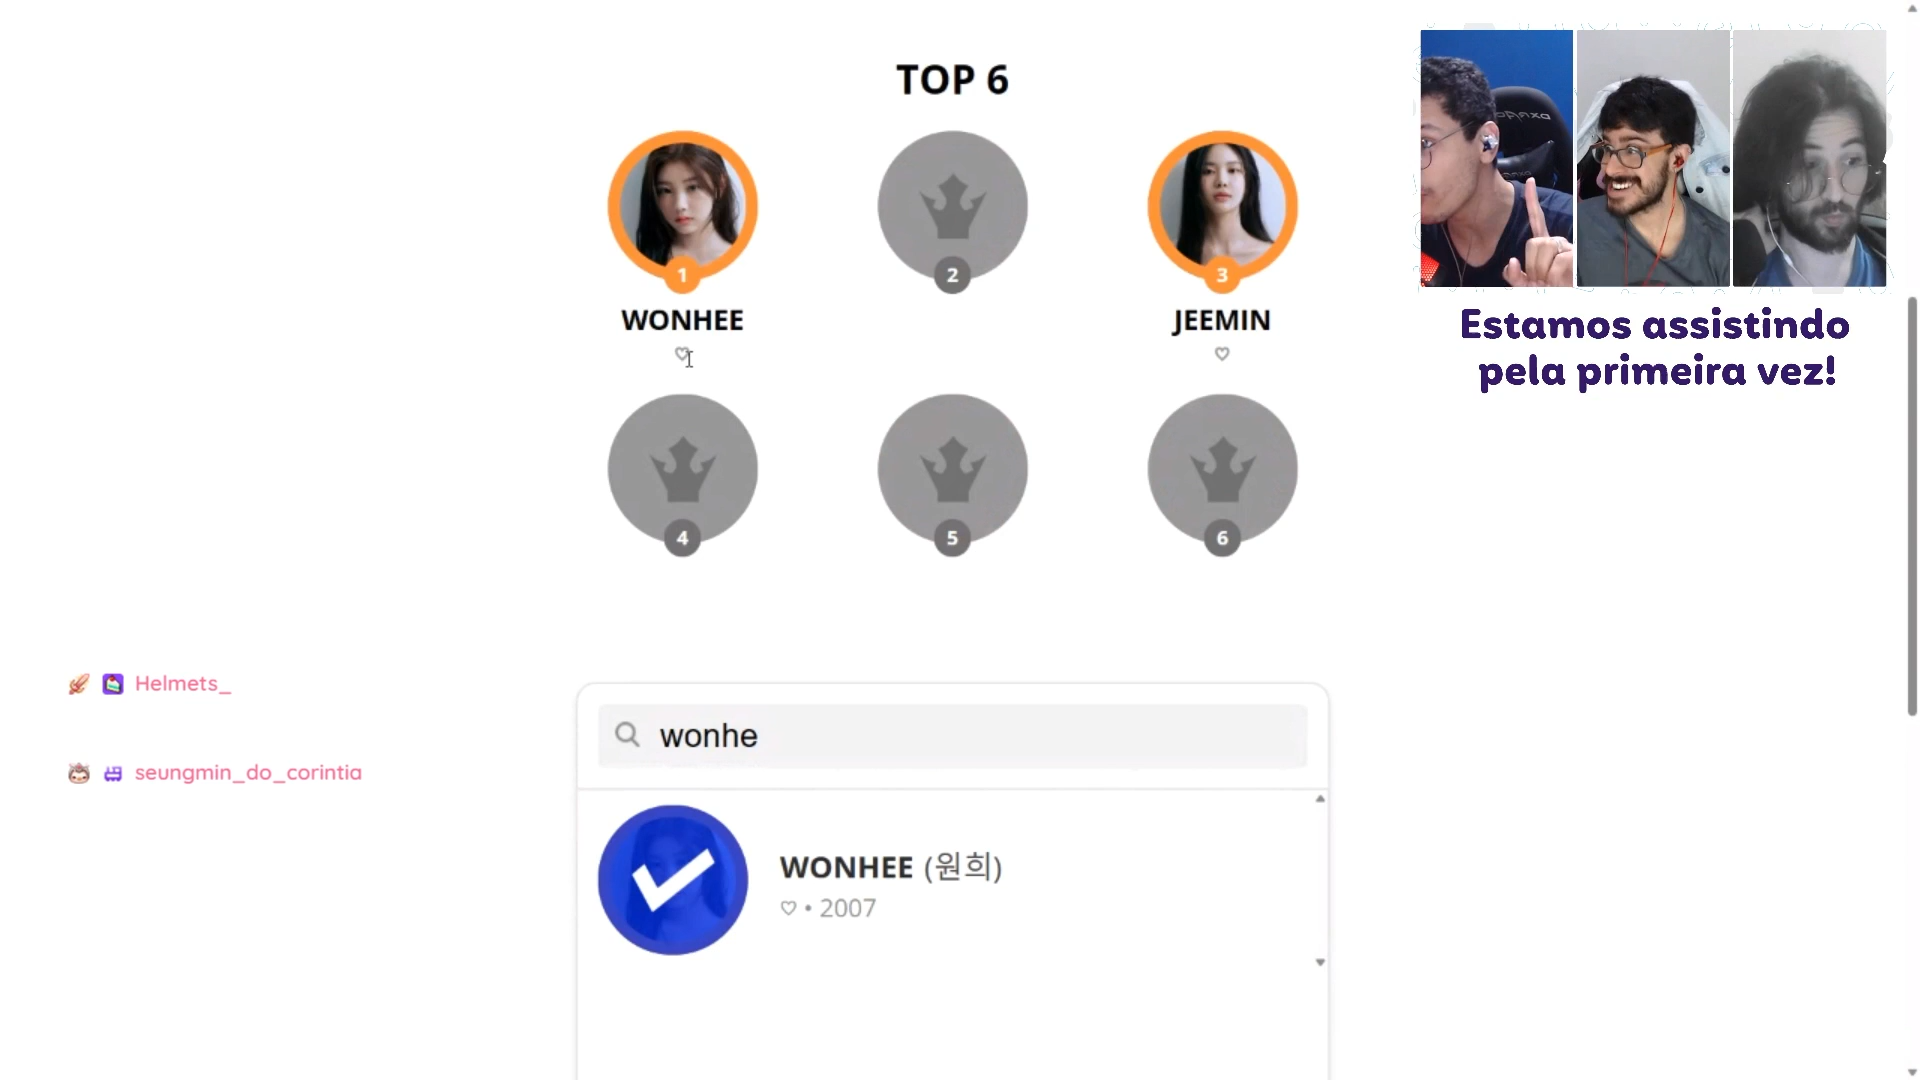 TOP 6
1
2
3
WONHEE
JEEMIN
Estamos assistindo
pela primeira vez!
4
5
6
Helmets_
seungmin_do_corintia
wonhe
WONHEE (원희)
♡ • 2007